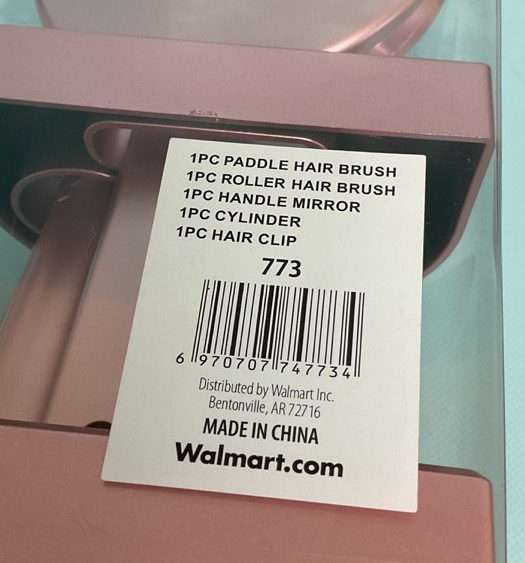 1PC PADDLE HAIR BRUSH
1PC ROLLER HAIR BRUSH
1PC HANDLE MIRROR
1PC CYLINDER
1PC HAIR CLIP
773
6 970707 747734
Distributed by Walmart Inc.
Bentonville, AR 72716
MADE IN CHINA
Walmart.com